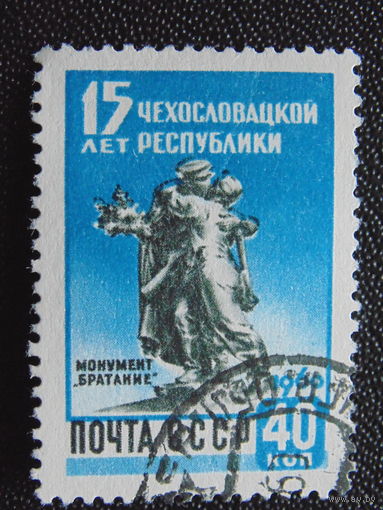 15 ЧЕХОСЛОВАЦКОЙ
ЛЕТ РЕСПУБЛИКИ
МОНУМЕНТ
„БРАТАНИЕ“
1960
ПОЧТА СССР
40
КОП